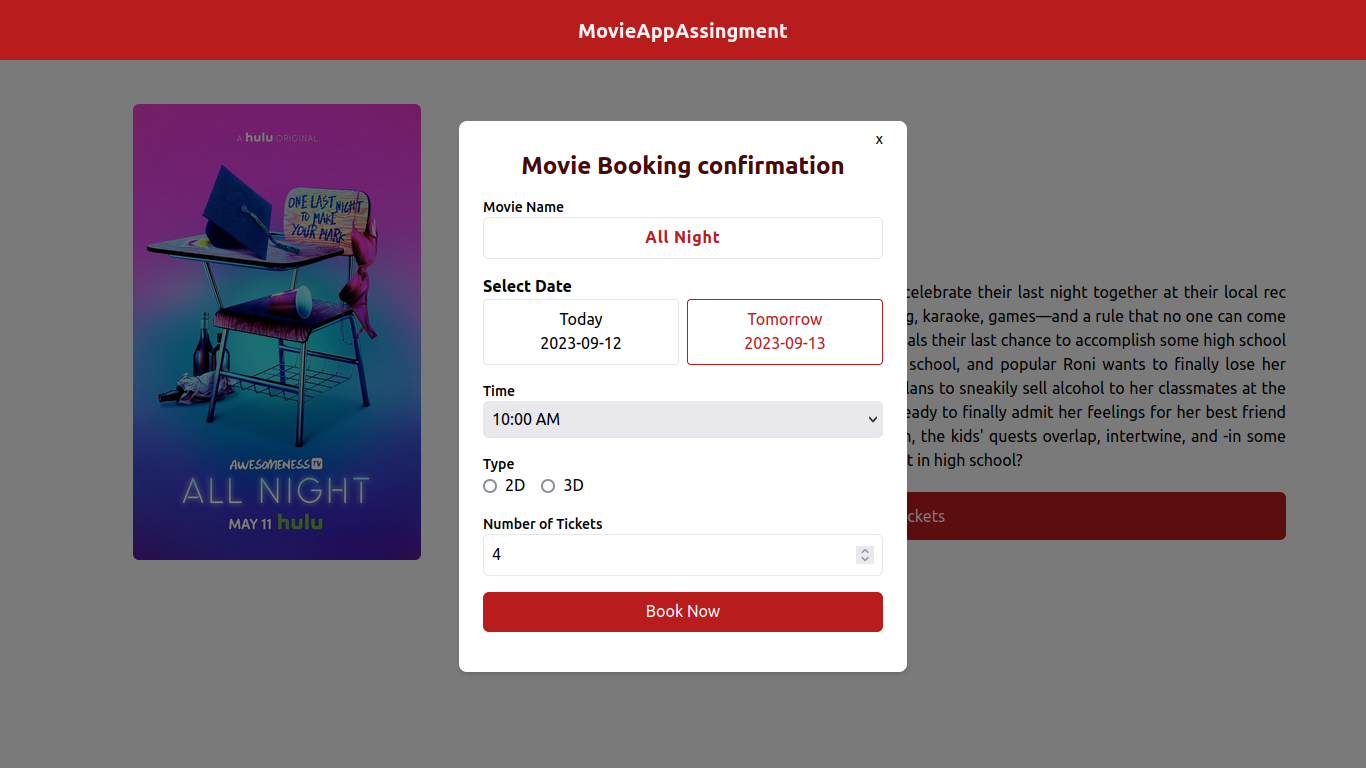 MovieAppAssingment
A hulu ORIGINAL
ONE LAST NIGHT
TO MAKE
YOUR MARK
AWESOMENESS TV
ALL NIGHT
MAY 11 hulu
x
Movie Booking confirmation
Movie Name
All Night
Select Date
Today
2023-09-12
Tomorrow
2023-09-13
Time
10:00 AM
Type
2D 3D
Number of Tickets
4
Book Now
celebrate their last night together at their local rec
g, karaoke, games—and a rule that no one can come
als their last chance to accomplish some high school
school, and popular Roni wants to finally lose her
lans to sneakily sell alcohol to her classmates at the
eady to finally admit her feelings for her best friend
, the kids' quests overlap, intertwine, and -in some
t in high school?
ckets